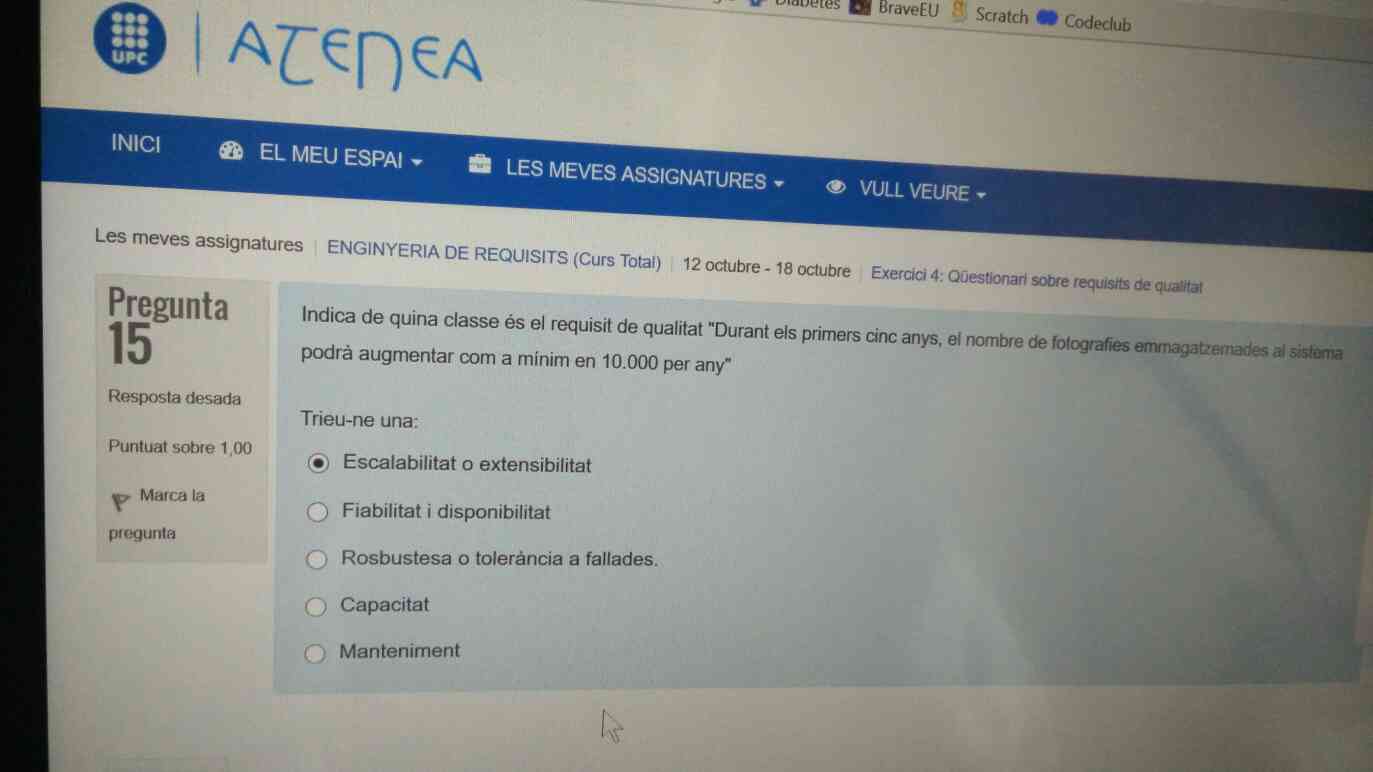 Diabetes BraveEU Scratch Codeclub
UPC ATENEA
INICI EL MEU ESPAI LES MEVES ASSIGNATURES VULL VEURE
Les meves assignatures ENGINYERIA DE REQUISITS (Curs Total) 12 octubre - 18 octubre Exercici 4: Qüestionari sobre requisits de qualitat
Pregunta
15
Resposta desada
Puntuat sobre 1,00
Marca la
pregunta
Indica de quina classe és el requisit de qualitat "Durant els primers cinc anys, el nombre de fotografies emmagatzemades al sistema
podrà augmentar com a mínim en 10.000 per any"
Trieu-ne una:
Escalabilitat o extensibilitat
Fiabilitat i disponibilitat
Rosbustesa o tolerància a fallades.
Capacitat
Manteniment